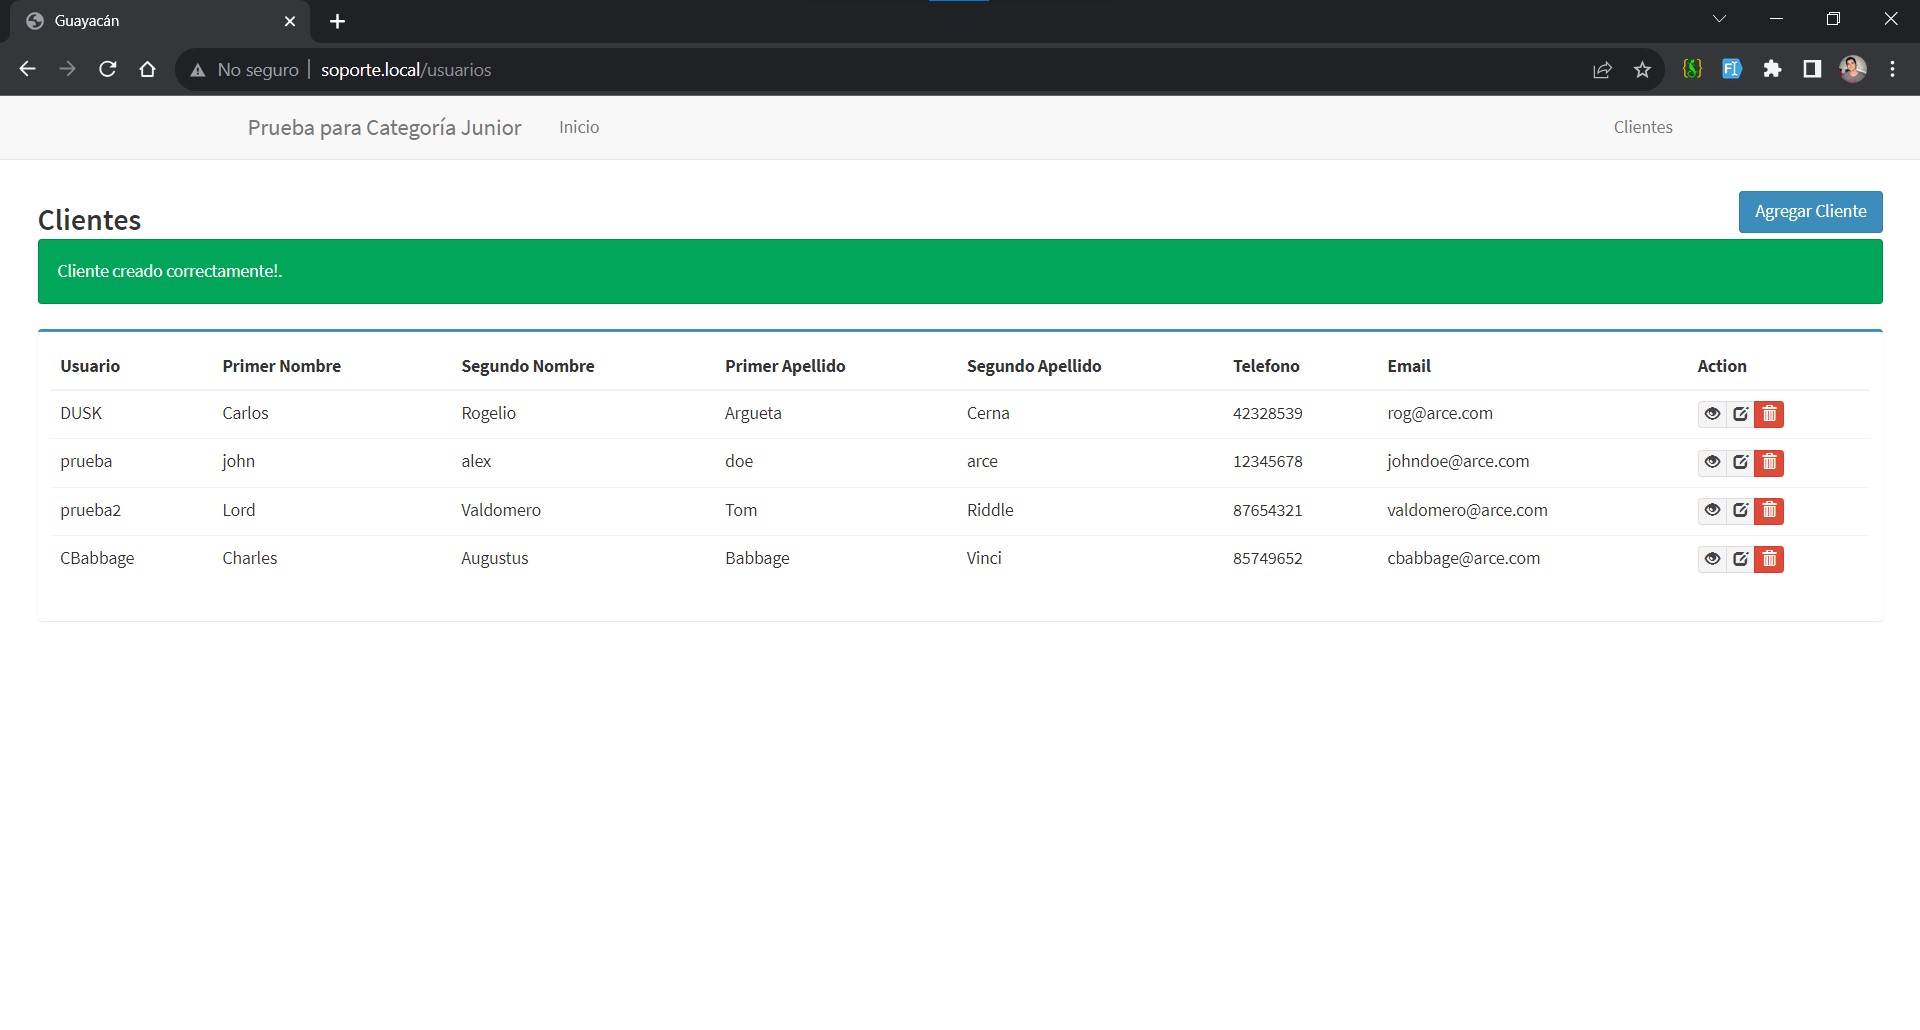 Guayacán
No seguro soporte.local/usuarios
Prueba para Categoría Junior Inicio Clientes
Clientes Agregar Cliente
Cliente creado correctamente!.
Usuario Primer Nombre Segundo Nombre Primer Apellido Segundo Apellido Telefono Email Action
DUSK Carlos Rogelio Argueta Cerna 42328539 rog@arce.com
prueba john alex doe arce 12345678 johndoe@arce.com
prueba2 Lord Valdomero Tom Riddle 87654321 valdomero@arce.com
CBabbage Charles Augustus Babbage Vinci 85749652 cbabbage@arce.com